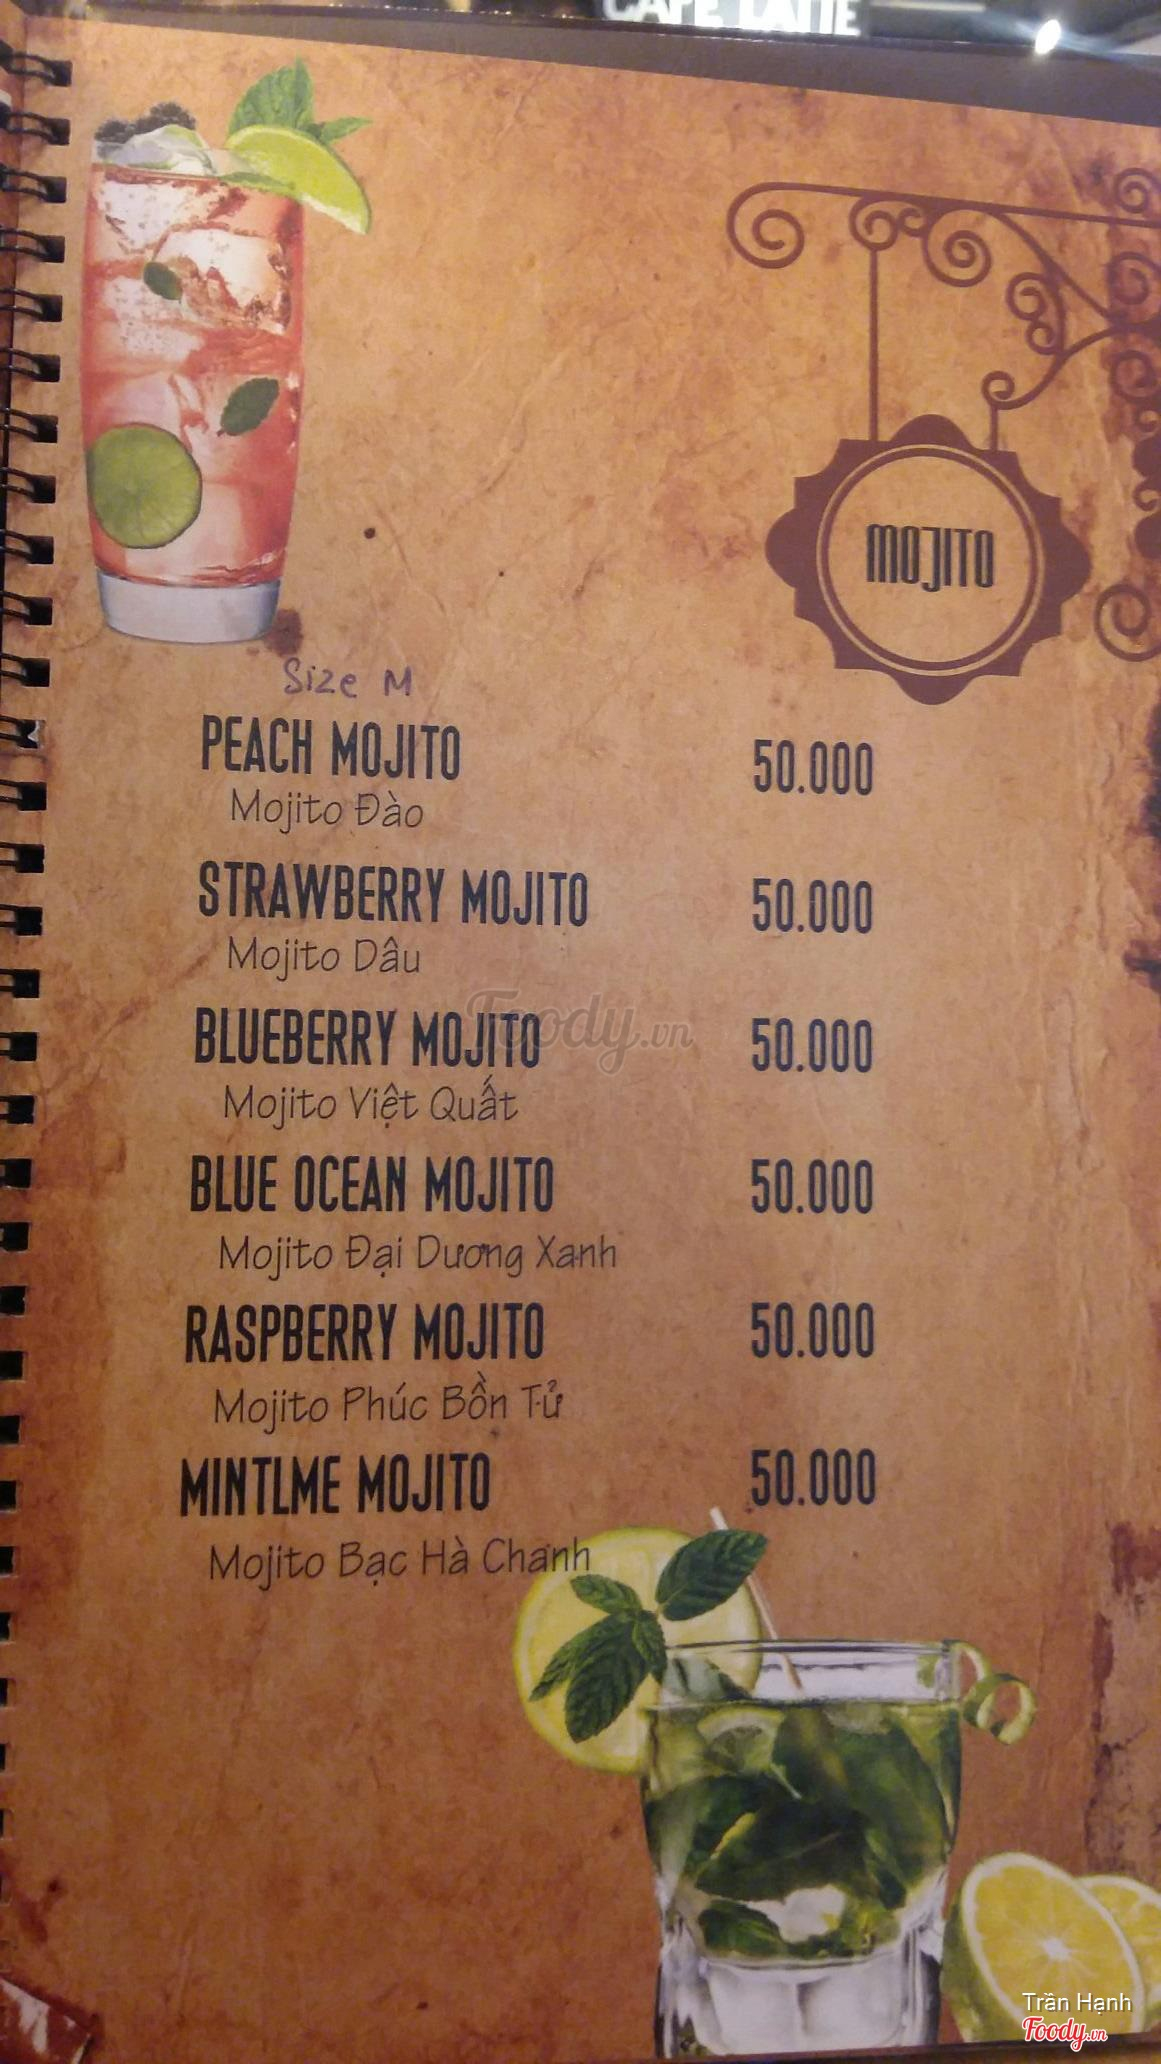 CAFE LATTE
MOJITO
Size M
PEACH MOJITO 50.000
Mojito Đào
STRAWBERRY MOJITO 50.000
Mojito Dâu
BLUEBERRY MOJITO 50.000
Mojito Việt Quất
BLUE OCEAN MOJITO 50.000
Mojito Đại Dương Xanh
RASPBERRY MOJITO 50.000
Mojito Phúc Bồn Tử
MINTLME MOJITO 50.000
Mojito Bạc Hà Chanh
Foody.vn
Trần Hạnh
Foody.vn